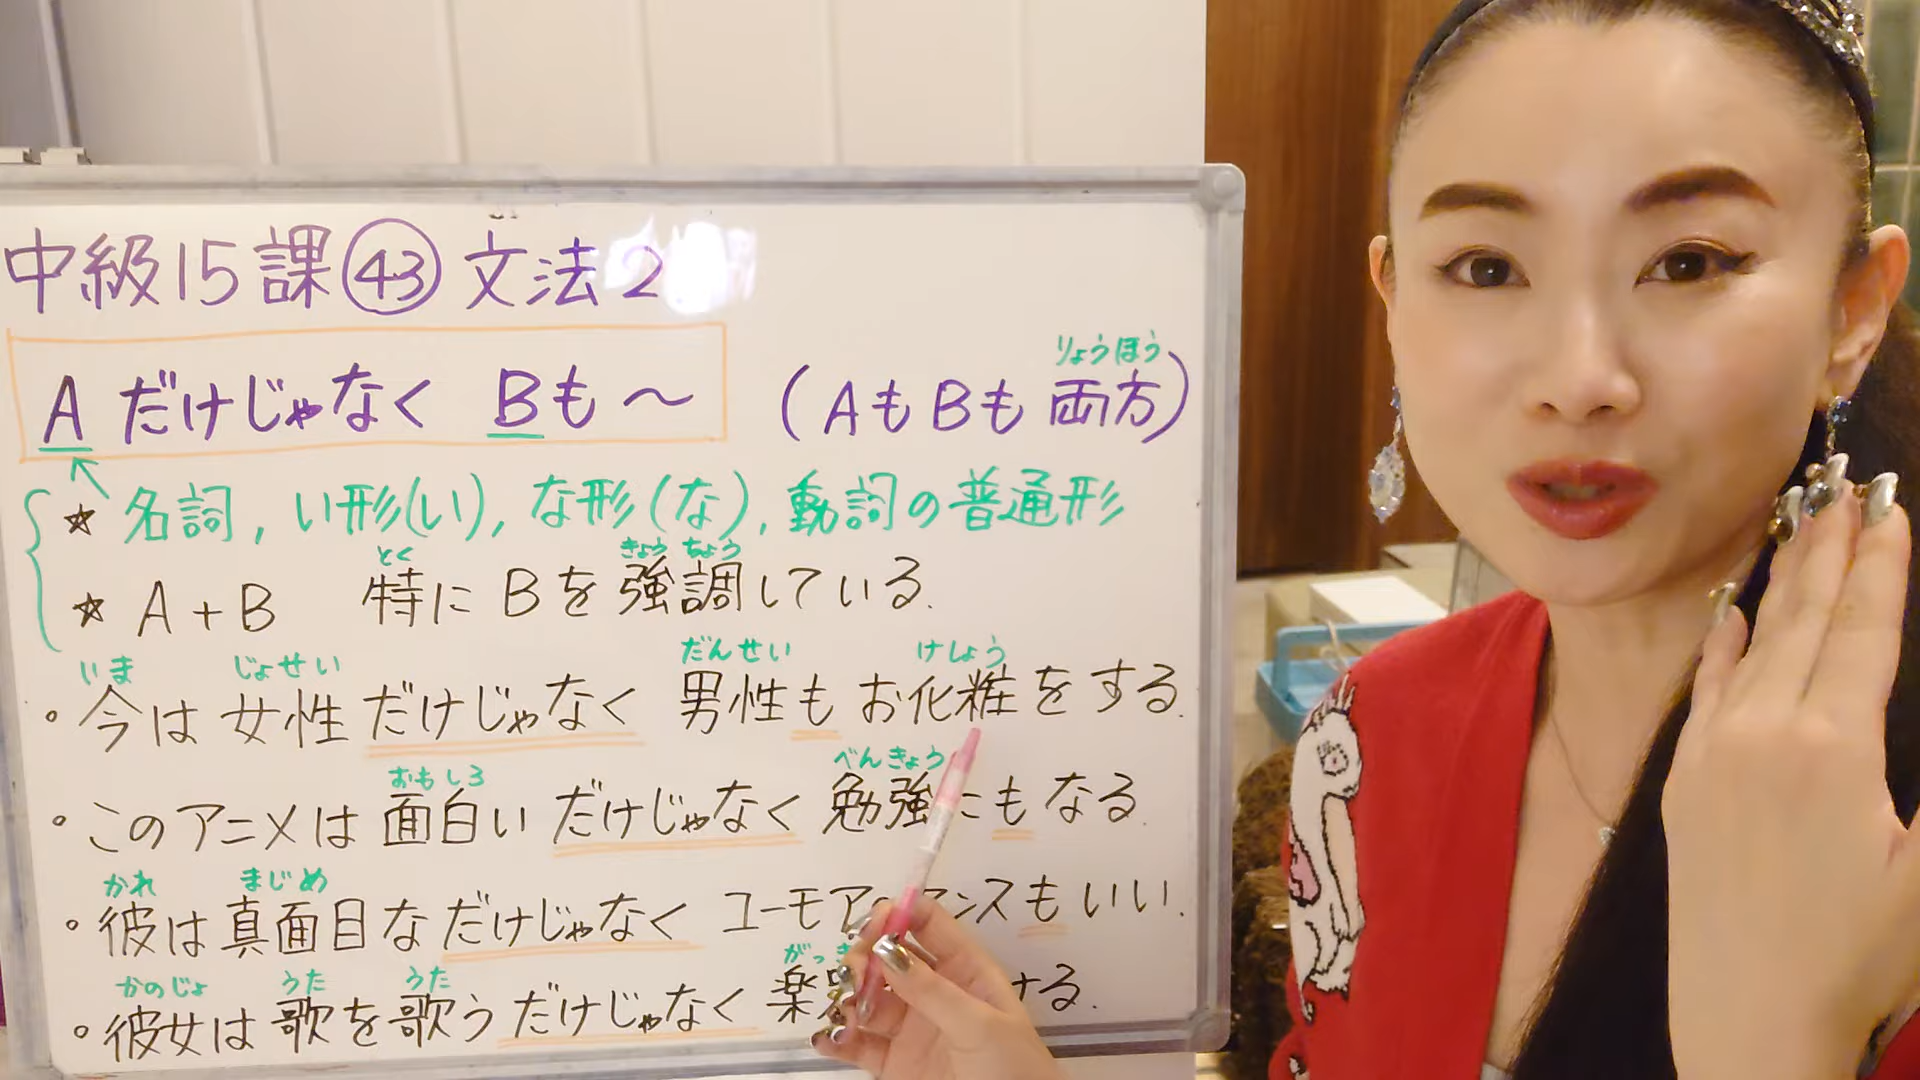 中級15課㊸文法2
りょうほう
Aだけじゃなく Bも〜 (AもBも両方)
☆ 名詞, い形(い), な形(な), 動詞の普通形
とく きょうちょう
☆ A+B 特にBを強調している.
いま じょせい だんせい けしょう
・今は女性だけじゃなく 男性もお化粧をする.
おもしろ べんきょう
・このアニメは面白いだけじゃなく 勉強にもなる.
かれ まじめ
・彼は真面目なだけじゃなく ユーモア センスもいい.
かのじょ うた うた がっき
・彼女は歌を歌うだけじゃなく 楽 ける.